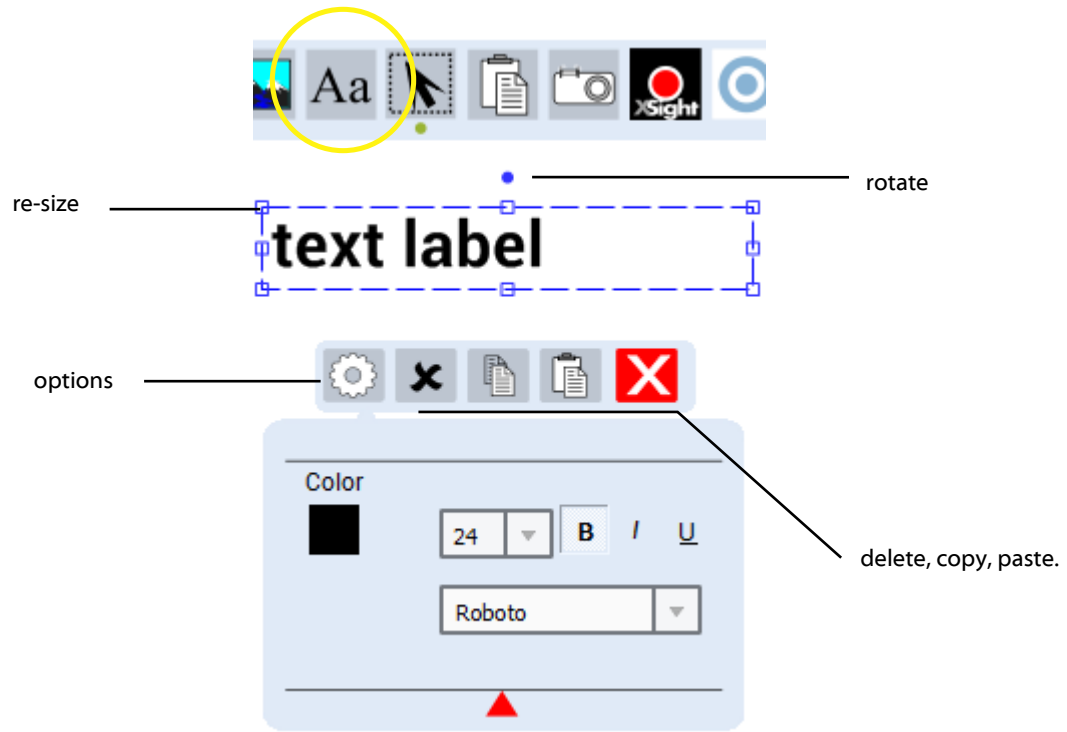 Aa
XSight
rotate
re-size
text label
options
Color
24 B I U
delete, copy, paste.
Roboto